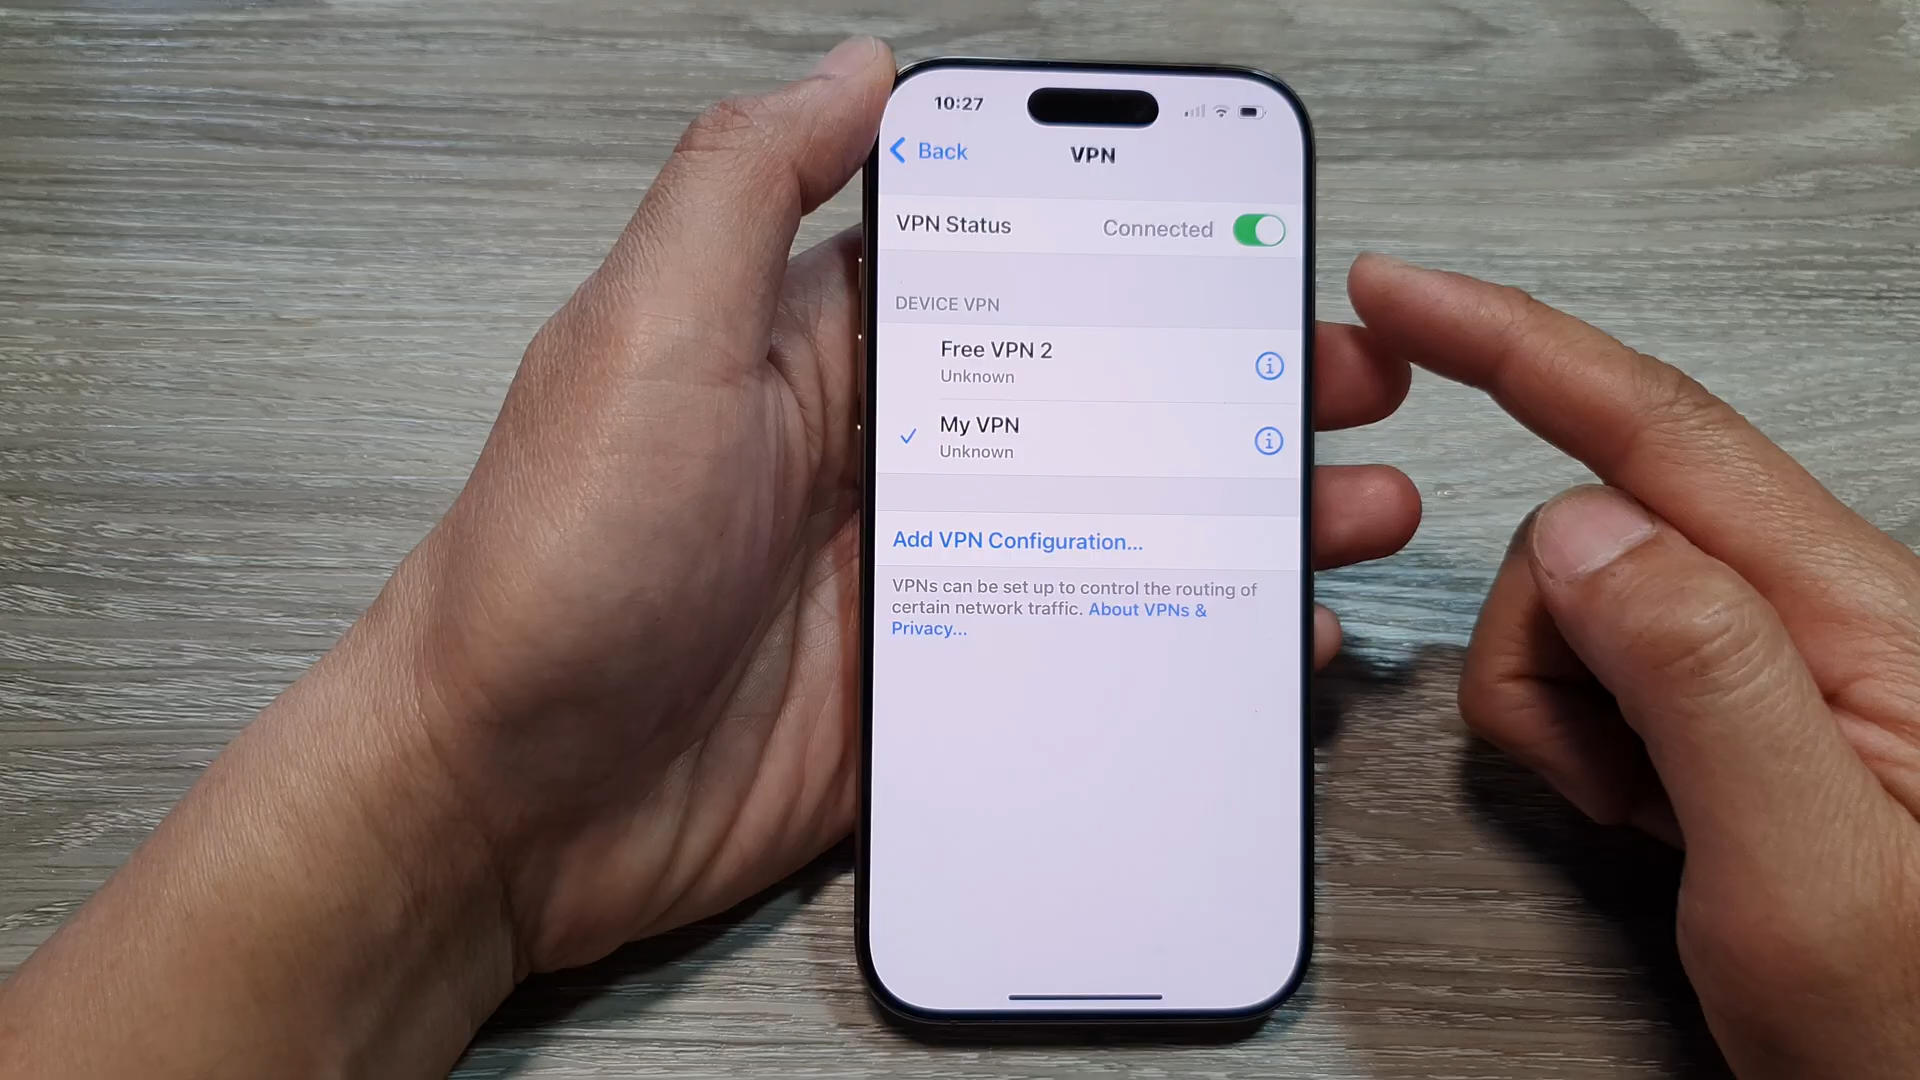 10:27
Back
VPN
VPN Status Connected
DEVICE VPN
Free VPN 2
Unknown
My VPN
Unknown
Add VPN Configuration...
VPNs can be set up to control the routing of
certain network traffic. About VPNs &
Privacy...